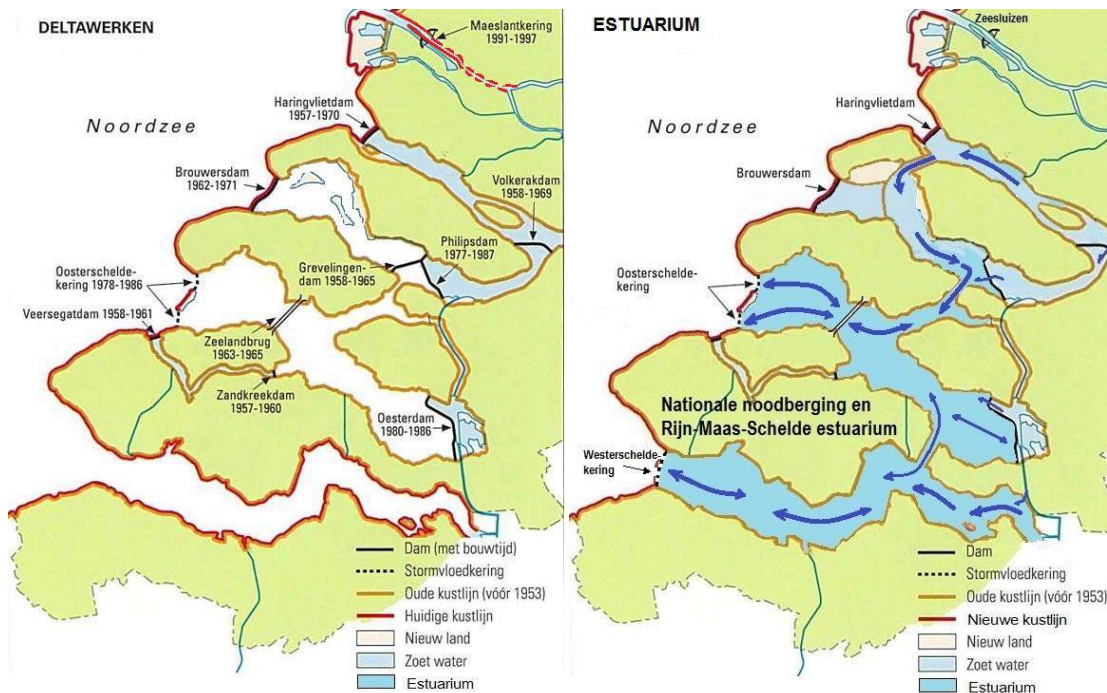 DELTAWERKEN
Maeslantkering
1991-1997
Haringvlietdam
1957-1970
Noordzee
Brouwersdam
1962-1971
Volkerakdam
1958-1969
Philipsdam
1977-1987
Grevelingen-
dam 1958-1965
Oosterschelde-
kering 1978-1986
Veersegatdam 1958-1961
Zeelandbrug
1963-1965
Zandkreekdam
1957-1960
Oesterdam
1980-1986
Dam (met bouwtijd)
Stormvloedkering
Oude kustlijn (vóór 1953)
Huidige kustlijn
Nieuw land
Zoet water
Estuarium
ESTUARIUM
Zeesluizen
Haringvlietdam
Noordzee
Brouwersdam
Oosterschelde-
kering
Nationale noodberging en
Rijn-Maas-Schelde estuarium
Westerschelde-
kering
Dam
Stormvloedkering
Oude kustlijn (vóór 1953)
Nieuwe kustlijn
Nieuw land
Zoet water
Estuarium